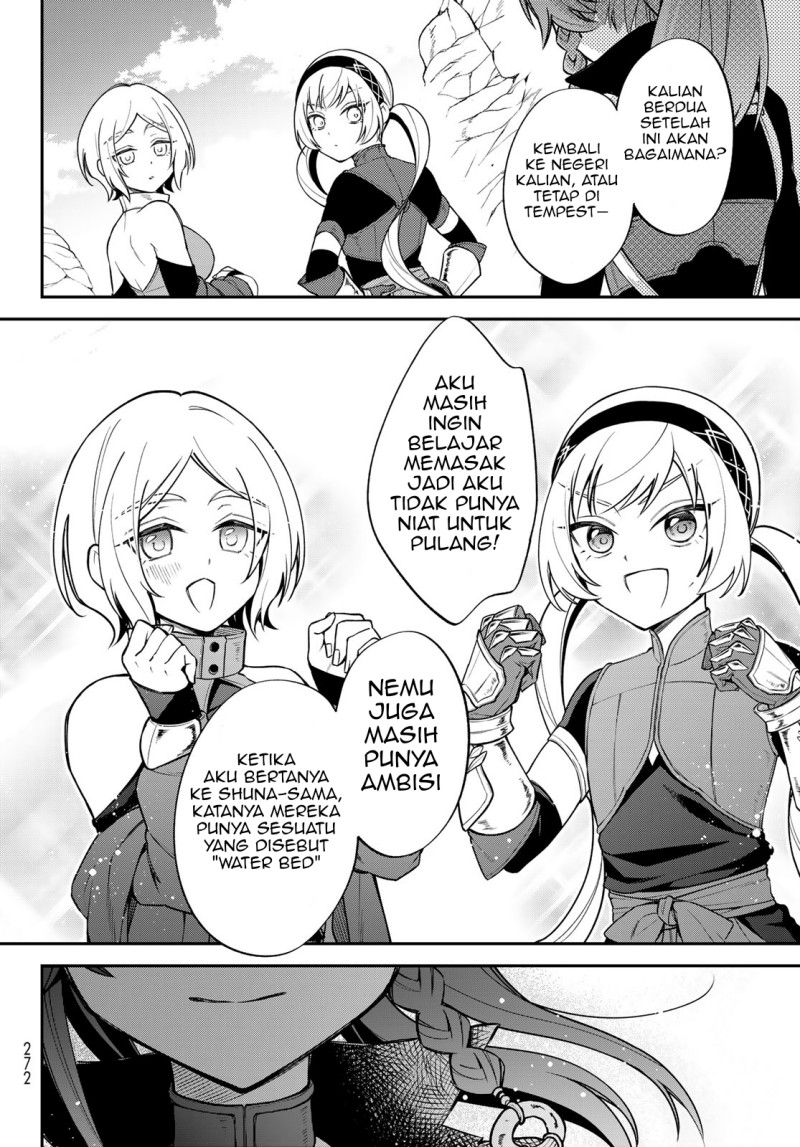 KALIAN
BERDUA
SETELAH
INI AKAN
BAGAIMANA?
KEMBALI
KE NEGERI
KALIAN, ATAU
TETAP DI
TEMPEST—
AKU
MASIH
INGIN
BELAJAR
MEMASAK
JADI AKU
TIDAK PUNYA
NIAT UNTUK
PULANG!
NEMU
JUGA
MASIH
PUNYA
AMBISI
KETIKA
AKU BERTANYA
KE SHUNA-SAMA,
KATANYA MEREKA
PUNYA SESUATU
YANG DISEBUT
"WATER BED"
272